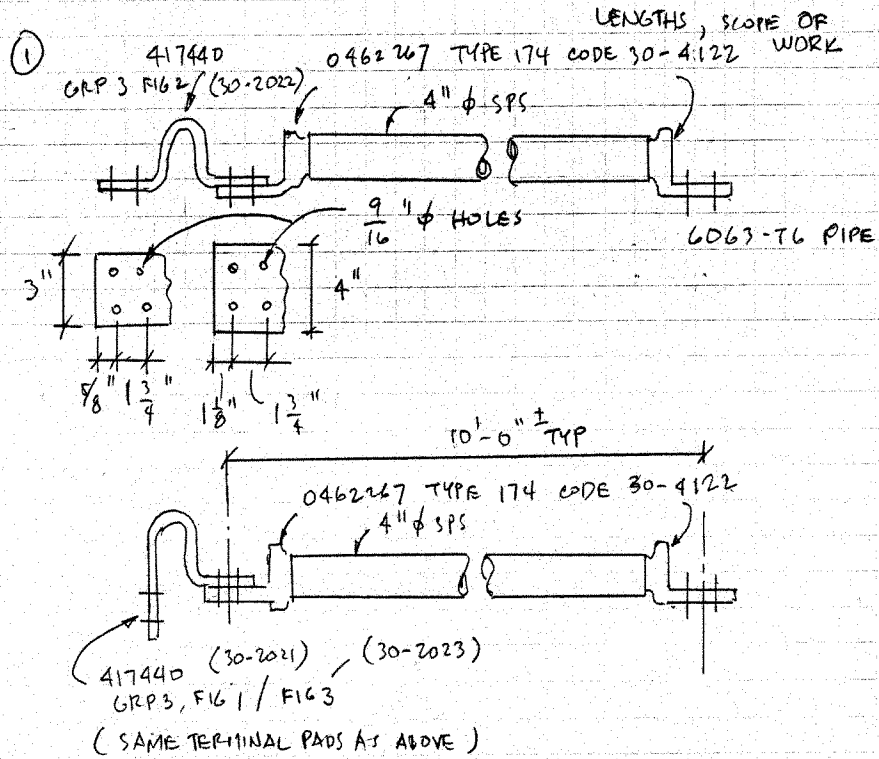 LENGTHS, SCOPE OF WORK
①
417440
GRP 3 FIG 2 (30-2022)
0462267 TYPE 174 CODE 30-4122
4" ϕ SPS
9/16" ϕ HOLES
6063-T6 PIPE
3"
4"
5/8" 1 3/4"
1 1/8" 1 3/4"
10'-0" ± TYP
0462267 TYPE 174 CODE 30-4122
4" ϕ SPS
417440 (30-2021) (30-2023)
GRP 3, FIG 1 / FIG 3
(SAME TERMINAL PADS AS ABOVE)